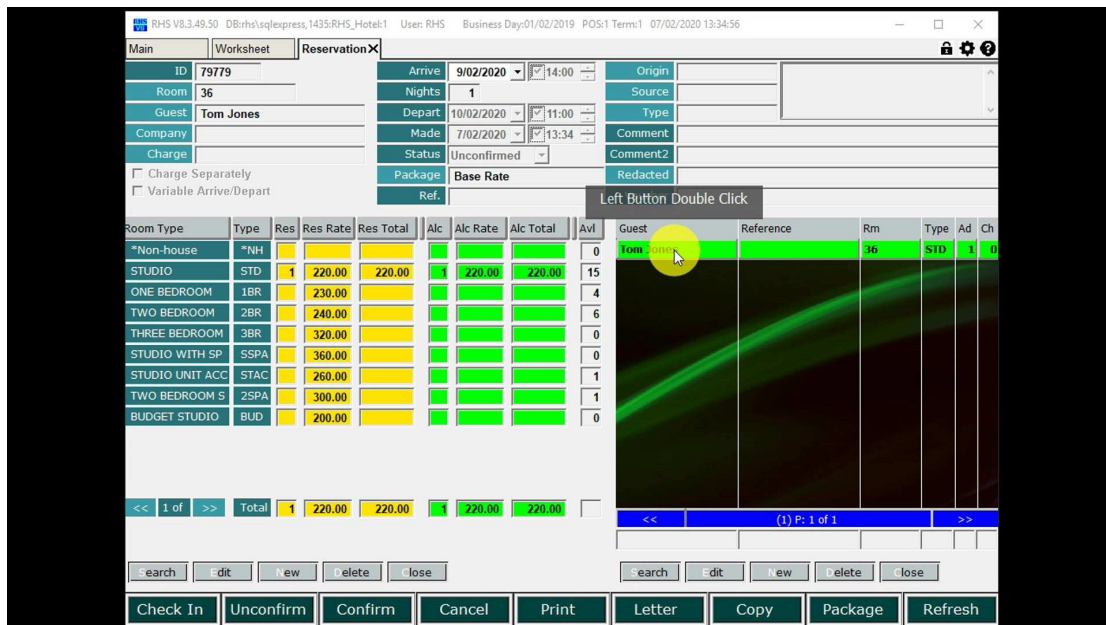 RHS V8.3.49.50 DB:rhs\sqlexpress,1435:RHS_Hotel:1 User: RHS Business Day:01/02/2019 POS:1 Term:1 07/02/2020 13:34:56
Main Worksheet Reservation X
ID 79779 Arrive 9/02/2020 14:00 Origin
Room 36 Nights 1 Source
Guest Tom Jones Depart 10/02/2020 11:00 Type
Company Made 7/02/2020 13:34 Comment
Charge Status Unconfirmed Comment2
Charge Separately Package Base Rate Redacted
Variable Arrive/Depart Ref. Left Button Double Click
Room Type Type Res Res Rate Res Total Alc Alc Rate Alc Total Avl Guest Reference Rm Type Ad Ch
*Non-house *NH 0 Tom Jones 36 STD 1 0
STUDIO STD 1 220.00 220.00 1 220.00 220.00 15
ONE BEDROOM 1BR 230.00 4
TWO BEDROOM 2BR 240.00 6
THREE BEDROOM 3BR 320.00 0
STUDIO WITH SP SSPA 360.00 0
STUDIO UNIT ACC STAC 260.00 1
TWO BEDROOM S 2SPA 300.00 1
BUDGET STUDIO BUD 200.00 0
<< 1 of >> Total 1 220.00 220.00 1 220.00 220.00
<< (1) P: 1 of 1 >>
Search Edit New Delete Close Search Edit New Delete Close
Check In Unconfirm Confirm Cancel Print Letter Copy Package Refresh